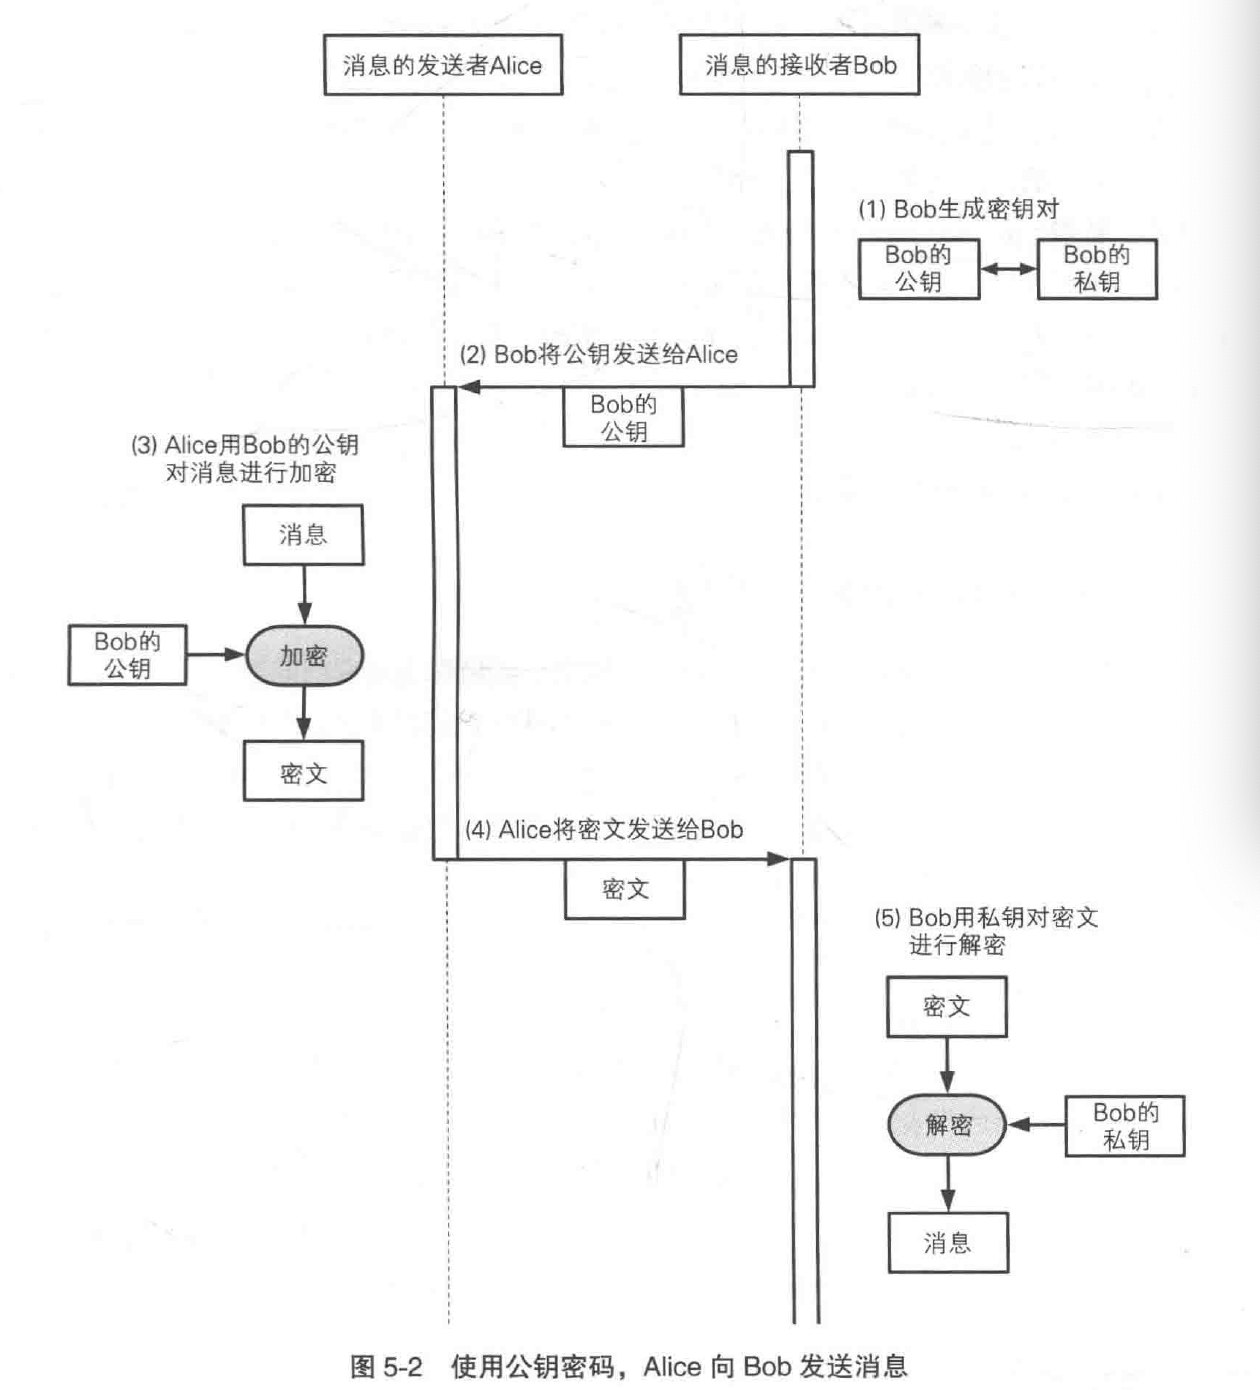 消息的发送者Alice
消息的接收者Bob
(1) Bob生成密钥对
Bob的
公钥
Bob的
私钥
(2) Bob将公钥发送给Alice
Bob的
公钥
(3) Alice用Bob的公钥
对消息进行加密
消息
Bob的
公钥
加密
密文
(4) Alice将密文发送给Bob
密文
(5) Bob用私钥对密文
进行解密
密文
解密
Bob的
私钥
消息
图 5-2 使用公钥密码，Alice 向 Bob 发送消息